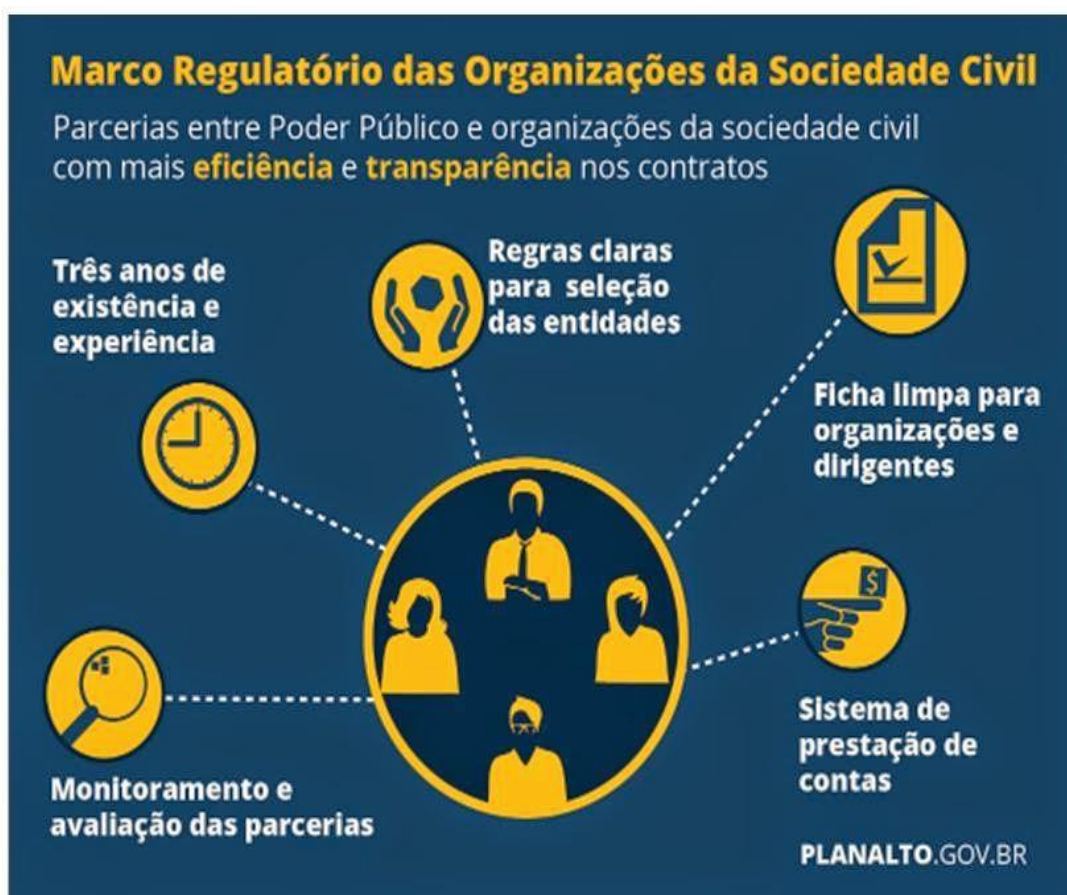 Marco Regulatório das Organizações da Sociedade Civil
Parcerias entre Poder Público e organizações da sociedade civil
com mais eficiência e transparência nos contratos
Três anos de
existência e
experiência
Regras claras
para seleção
das entidades
Ficha limpa para
organizações e
dirigentes
$
Sistema de
prestação de
contas
Monitoramento e
avaliação das parcerias
PLANALTO.GOV.BR